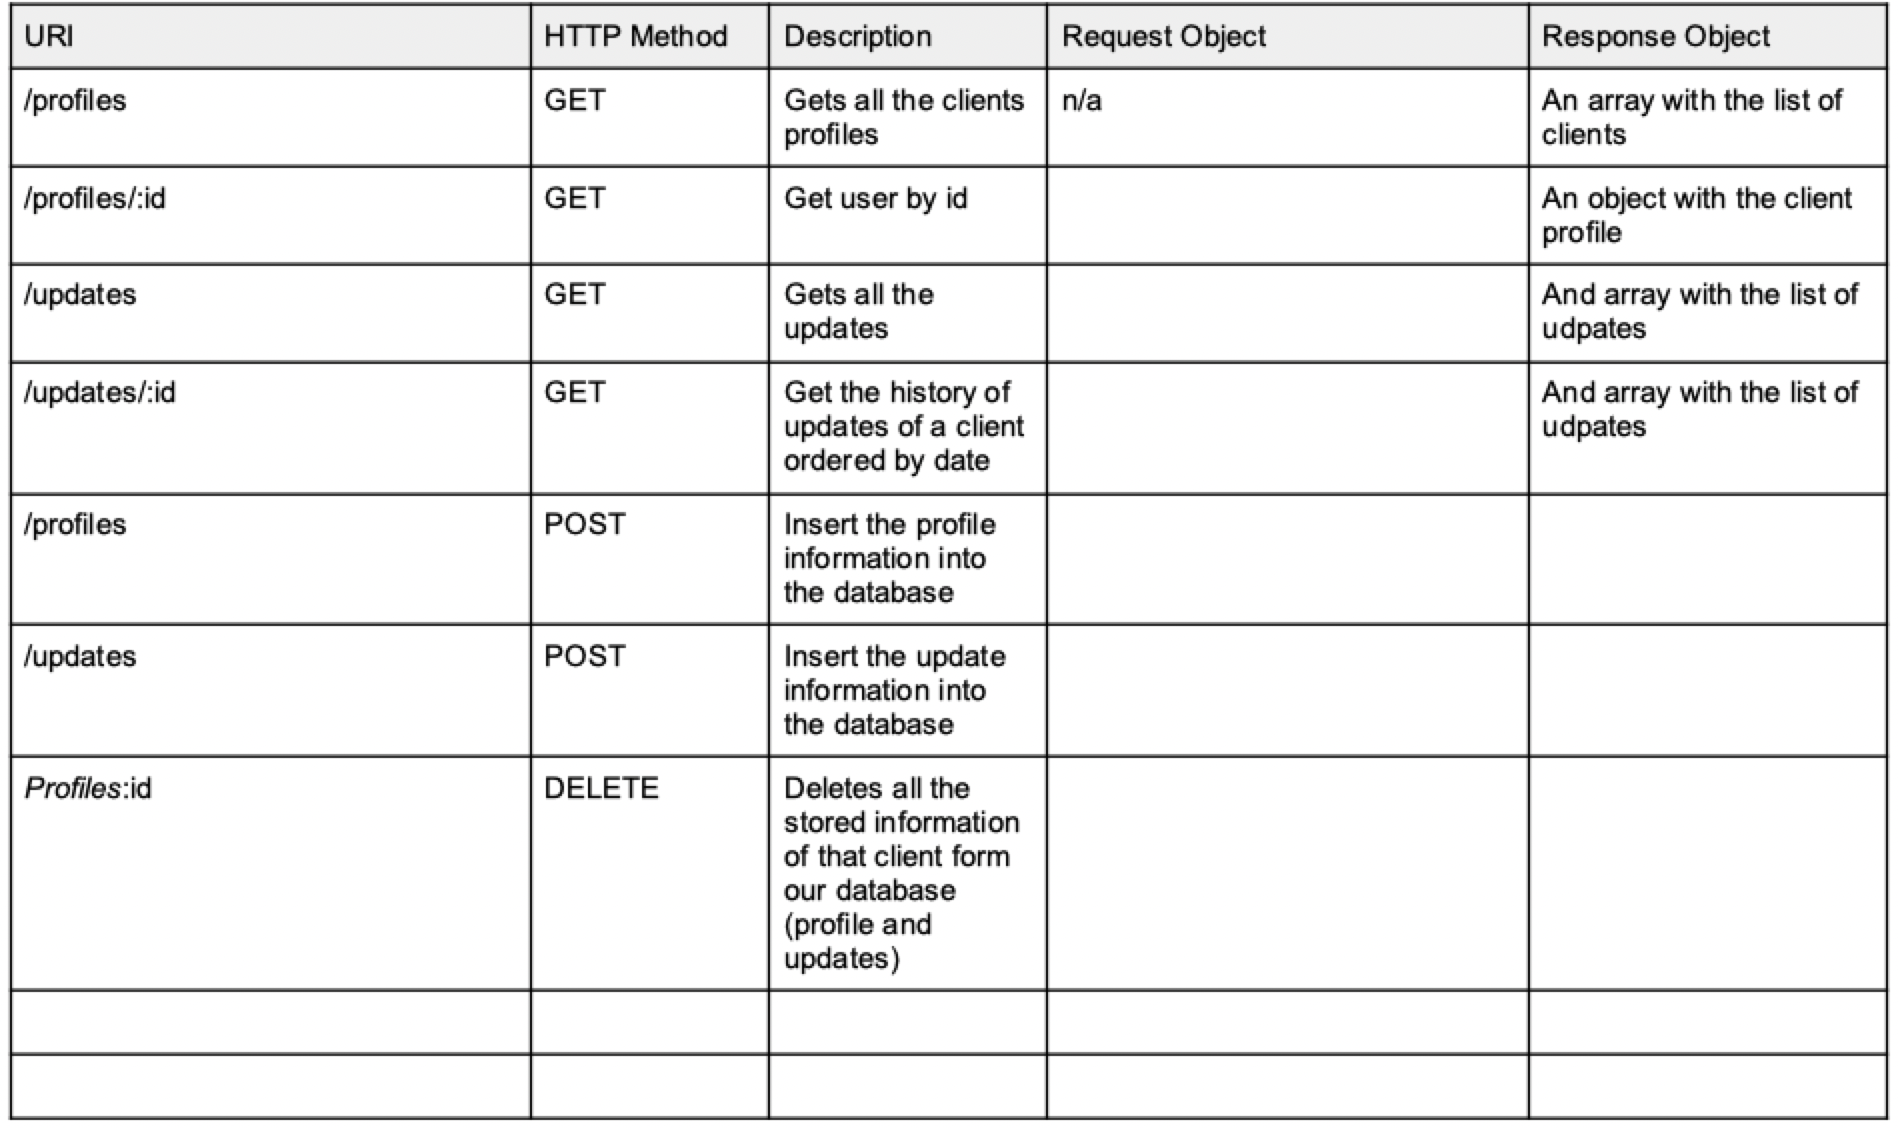 URI HTTP Method Description Request Object Response Object
/profiles GET Gets all the clients n/a An array with the list of
profiles clients
/profiles/:id GET Get user by id An object with the client
profile
/updates GET Gets all the And array with the list of
updates udpates
/updates/:id GET Get the history of And array with the list of
updates of a client udpates
ordered by date
/profiles POST Insert the profile
information into
the database
/updates POST Insert the update
information into
the database
Profiles:id DELETE Deletes all the
stored information
of that client form
our database
(profile and
updates)